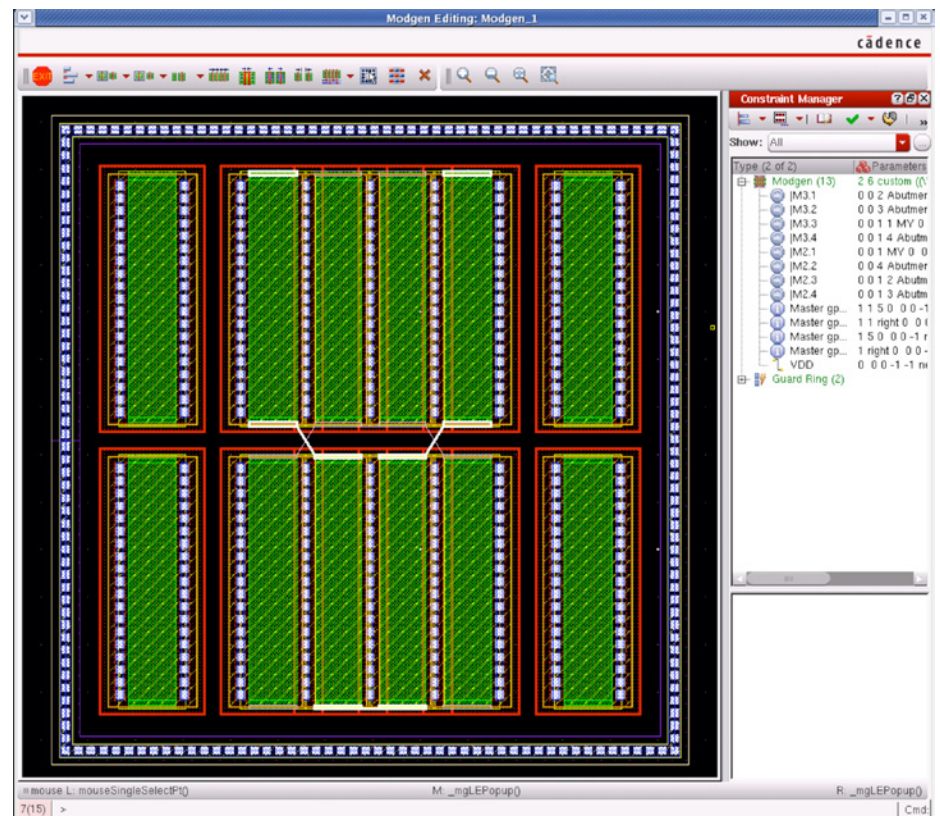 Modgen Editing: Modgen_1
cādence
EXIT
Constraint Manager
»
Show: All
Type (2 of 2) Parameters
Modgen (13) 2 6 custom ((\
|M3.1 0 0 2 Abutmer
|M3.2 0 0 3 Abutmer
|M3.3 0 0 1 1 MY 0
|M3.4 0 0 1 4 Abutm
|M2.1 0 0 1 MY 0 0
|M2.2 0 0 4 Abutmer
|M2.3 0 0 1 2 Abutm
|M2.4 0 0 1 3 Abutm
Master gp... 1 1 5 0 0 0 -1
Master gp... 1 1 right 0 0 0
Master gp... 1 5 0 0 0 -1 r
Master gp... 1 right 0 0 0 -
VDD 0 0 0 -1 -1 ne
Guard Ring (2)
mouse L: mouseSingleSelectPt() M: _mgLEPopup() R: _mgLEPopup()
7(15) > Cmd: